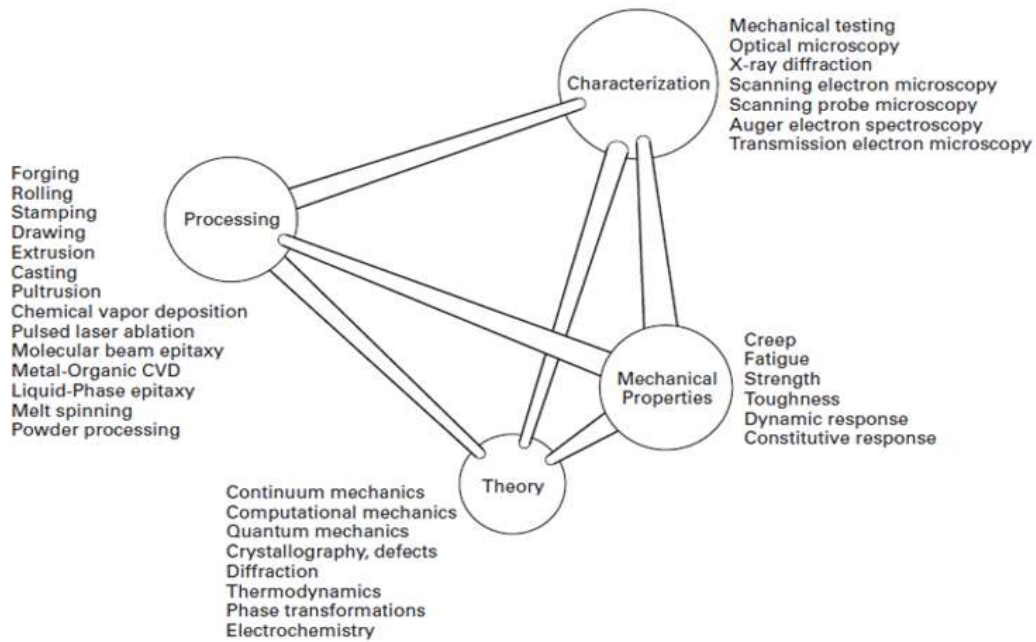 Characterization
Mechanical testing
Optical microscopy
X-ray diffraction
Scanning electron microscopy
Scanning probe microscopy
Auger electron spectroscopy
Transmission electron microscopy
Processing
Forging
Rolling
Stamping
Drawing
Extrusion
Casting
Pultrusion
Chemical vapor deposition
Pulsed laser ablation
Molecular beam epitaxy
Metal-Organic CVD
Liquid-Phase epitaxy
Melt spinning
Powder processing
Mechanical
Properties
Creep
Fatigue
Strength
Toughness
Dynamic response
Constitutive response
Theory
Continuum mechanics
Computational mechanics
Quantum mechanics
Crystallography, defects
Diffraction
Thermodynamics
Phase transformations
Electrochemistry